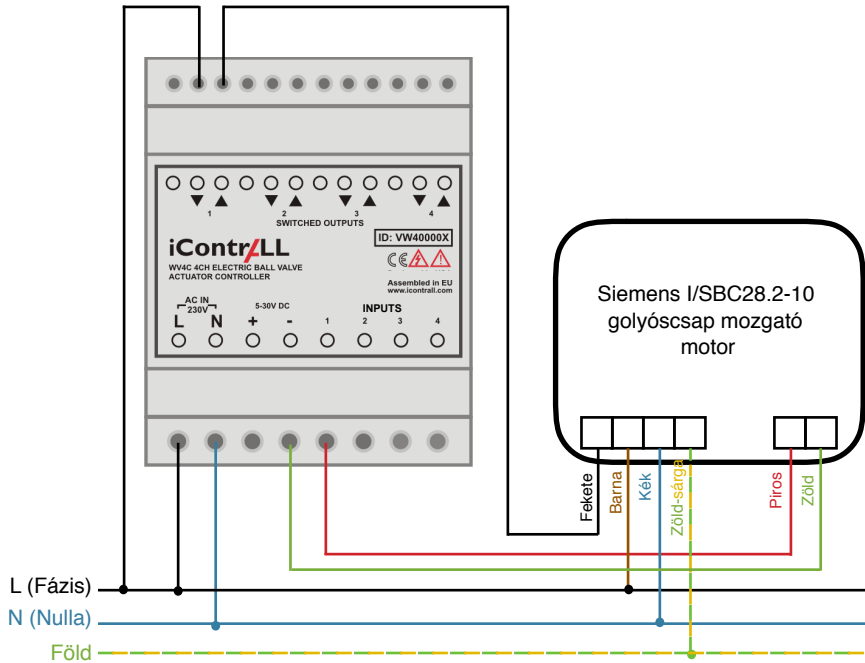 1 2 3 4
SWITCHED OUTPUTS
iContrALL
ID: VW40000X
WV4C 4CH ELECTRIC BALL VALVE
ACTUATOR CONTROLLER
CE
Assembled in EU
www.icontrall.com
AC IN
230V
5-30V DC
INPUTS
L N + - 1 2 3 4
Siemens I/SBC28.2-10
golyóscsap mozgató
motor
Fekete
Barna
Kék
Zöld-sárga
Piros
Zöld
L (Fázis)
N (Nulla)
Föld